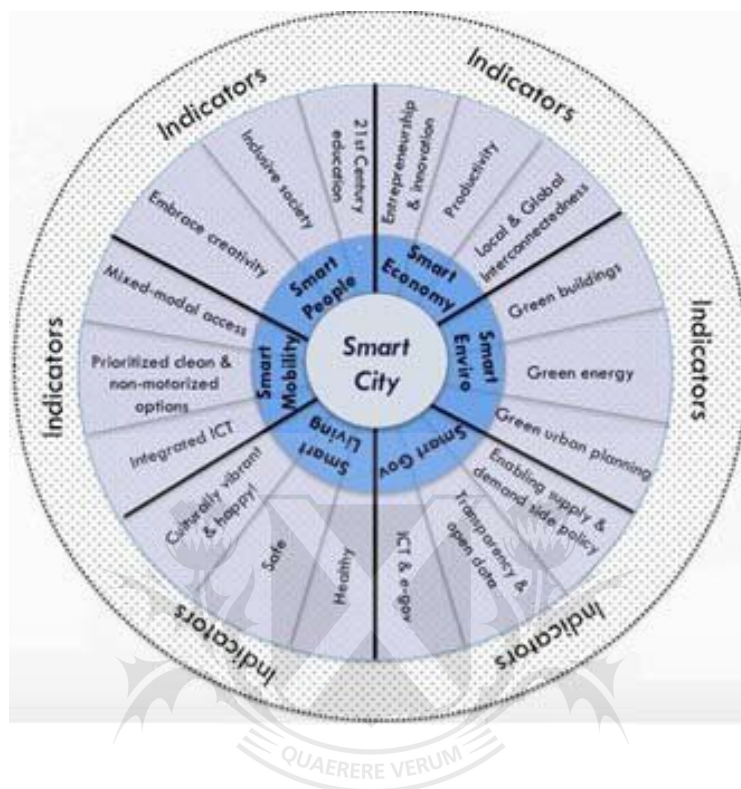 Indicators
Entrepreneurship
& innovation
Productivity
Local & Global
Interconnectedness
Indicators
Green buildings
Green energy
Green urban planning
Indicators
Enabling supply &
demand side policy
Transparency &
open data
ICT & e-gov
Indicators
Healthy
Safe
Culturally vibrant
& happy!
Indicators
Integrated ICT
Prioritized clean &
non-motorized
options
Mixed-modal access
Indicators
Embrace creativity
Inclusive society
21st Century
education
Smart
Economy
Smart
Enviro
Smart Gov
Smart
Living
Smart
Mobility
Smart
People
Smart
City
QUAERERE VERUM